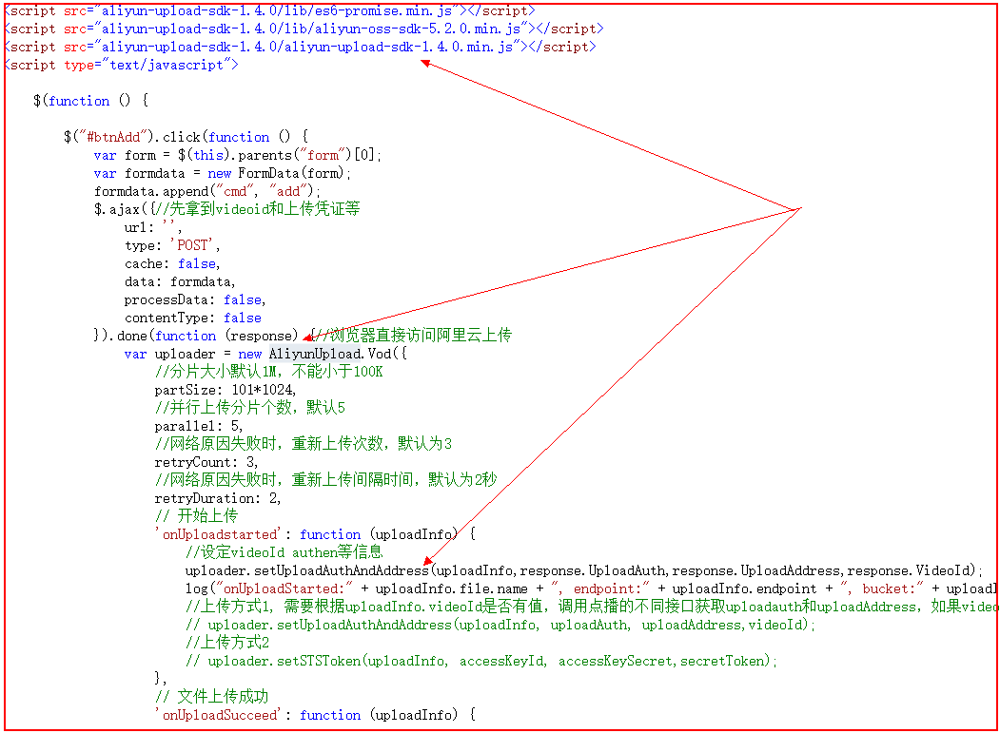 <script src="aliyun-upload-sdk-1.4.0/lib/es6-promise.min.js"></script>
<script src="aliyun-upload-sdk-1.4.0/lib/aliyun-oss-sdk-5.2.0.min.js"></script>
<script src="aliyun-upload-sdk-1.4.0/aliyun-upload-sdk-1.4.0.min.js"></script>
<script type="text/javascript">
$(function () {
$("#btnAdd").click(function () {
var form = $(this).parents("form")[0];
var formdata = new FormData(form);
formdata.append("cmd", "add");
$.ajax({//先拿到videoid和上传凭证等
url: '',
type: 'POST',
cache: false,
data: formdata,
processData: false,
contentType: false
}).done(function (response) {//浏览器直接访问阿里云上传
var uploader = new AliyunUpload.Vod({
//分片大小默认1M，不能小于100K
partSize: 101*1024,
//并行上传分片个数，默认5
parallel: 5,
//网络原因失败时，重新上传次数，默认为3
retryCount: 3,
//网络原因失败时，重新上传间隔时间，默认为2秒
retryDuration: 2,
// 开始上传
'onUploadstarted': function (uploadInfo) {
//设定videoId authen等信息
uploader.setUploadAuthAndAddress(uploadInfo,response.UploadAuth,response.UploadAddress,response.VideoId);
log("onUploadStarted:" + uploadInfo.file.name + ", endpoint:" + uploadInfo.endpoint + ", bucket:" + upload
//上传方式1, 需要根据uploadInfo.videoId是否有值，调用点播的不同接口获取uploadauth和uploadAddress，如果video
// uploader.setUploadAuthAndAddress(uploadInfo, uploadAuth, uploadAddress,videoId);
//上传方式2
// uploader.setSTSToken(uploadInfo, accessKeyId, accessKeySecret,secretToken);
},
// 文件上传成功
'onUploadSucceed': function (uploadInfo) {